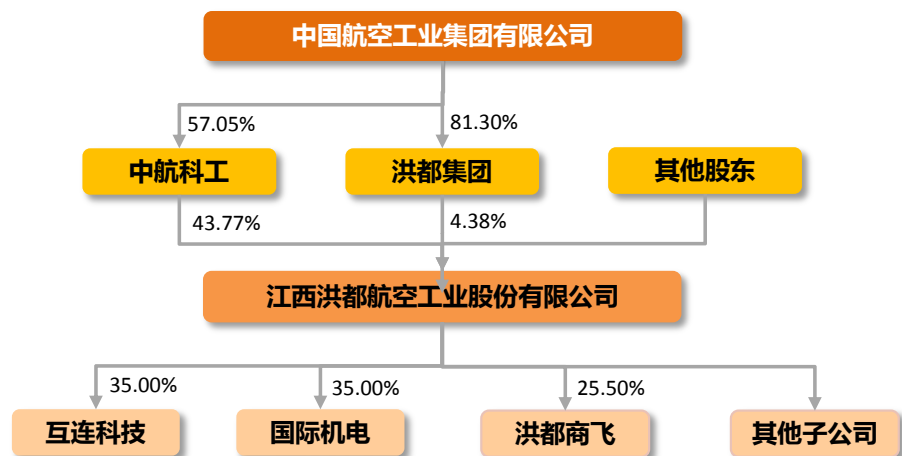 中国航空工业集团有限公司
57.05%
81.30%
中航科工
洪都集团
其他股东
43.77%
4.38%
江西洪都航空工业股份有限公司
35.00%
35.00%
25.50%
互连科技
国际机电
洪都商飞
其他子公司